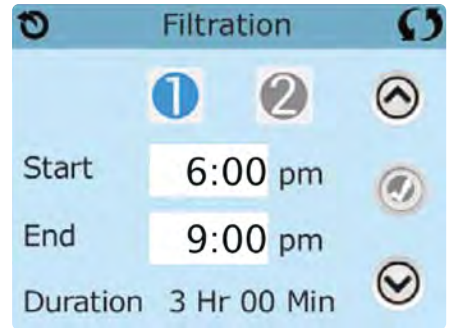 Filtration
1 2
Start 6:00 pm
End 9:00 pm
Duration 3 Hr 00 Min